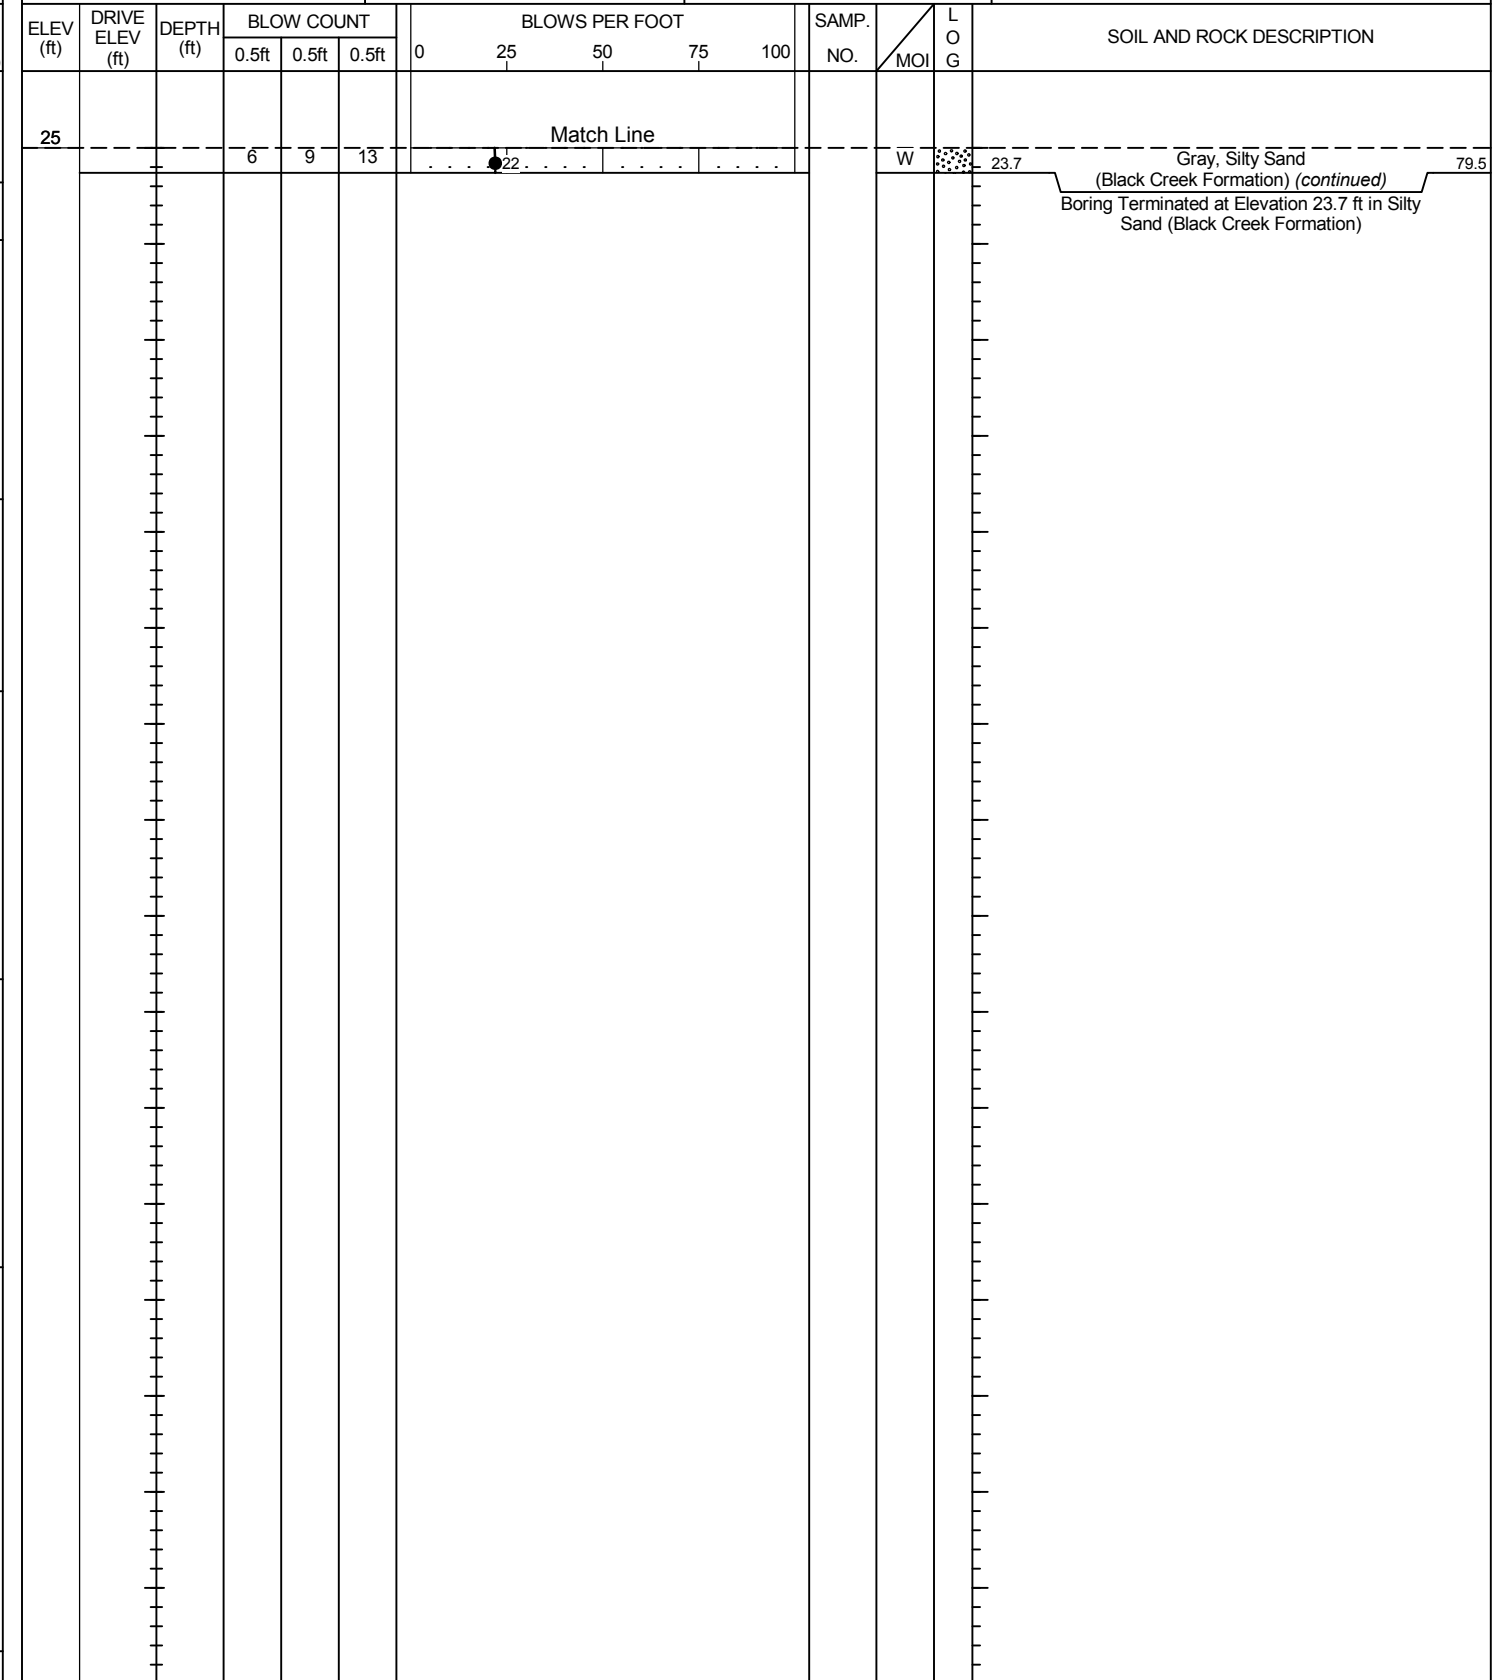 ELEV (ft)
DRIVE ELEV (ft)
DEPTH (ft)
BLOW COUNT
0.5ft 0.5ft 0.5ft
BLOWS PER FOOT
0 25 50 75 100
SAMP. NO.
MOI
LOG
SOIL AND ROCK DESCRIPTION
25
Match Line
6 9 13 22 W 23.7 Gray, Silty Sand 79.5
(Black Creek Formation) (continued)
Boring Terminated at Elevation 23.7 ft in Silty
Sand (Black Creek Formation)